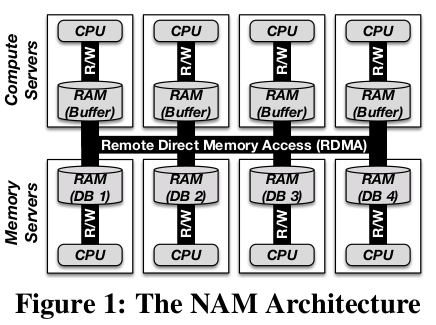 Compute Servers
CPU CPU CPU CPU
R/W R/W R/W R/W
RAM (Buffer) RAM (Buffer) RAM (Buffer) RAM (Buffer)
Remote Direct Memory Access (RDMA)
Memory Servers
RAM (DB 1) RAM (DB 2) RAM (DB 3) RAM (DB 4)
R/W R/W R/W R/W
CPU CPU CPU CPU
Figure 1: The NAM Architecture